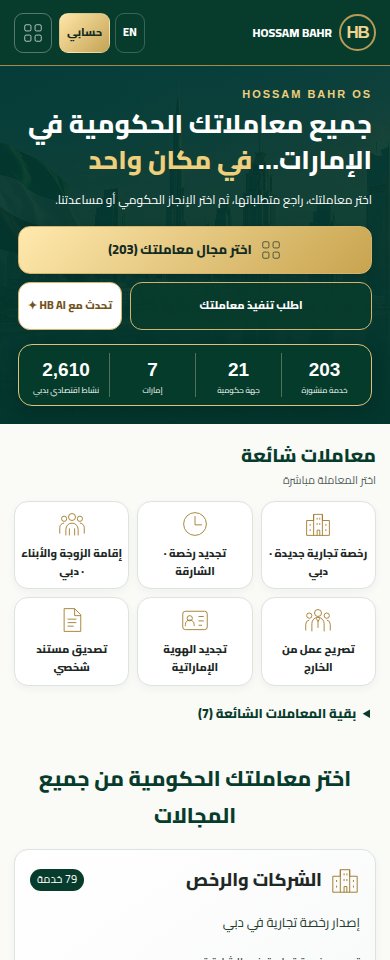 HB
HOSSAM BAHR
EN
حسابي
HOSSAM BAHR OS
جميع معاملاتك الحكومية في
الإمارات... في مكان واحد
اختر معاملتك، راجع متطلباتها، ثم اختر الإنجاز الحكومي أو مساعدتنا.
اختر مجال معاملتك (203)
اطلب تنفيذ معاملتك
تحدث مع HB AI ✦
203
خدمة منشورة
21
جهة حكومية
7
إمارات
2,610
نشاط اقتصادي بدبي
معاملات شائعة
اختر المعاملة مباشرة
رخصة تجارية جديدة ·
دبي
تجديد رخصة ·
الشارقة
إقامة الزوجة والأبناء
· دبي
تصريح عمل من
الخارج
تجديد الهوية
الإماراتية
تصديق مستند
شخصي
◀ بقية المعاملات الشائعة (7)
اختر معاملتك الحكومية من جميع
المجالات
الشركات والرخص
79 خدمة
إصدار رخصة تجارية في دبي